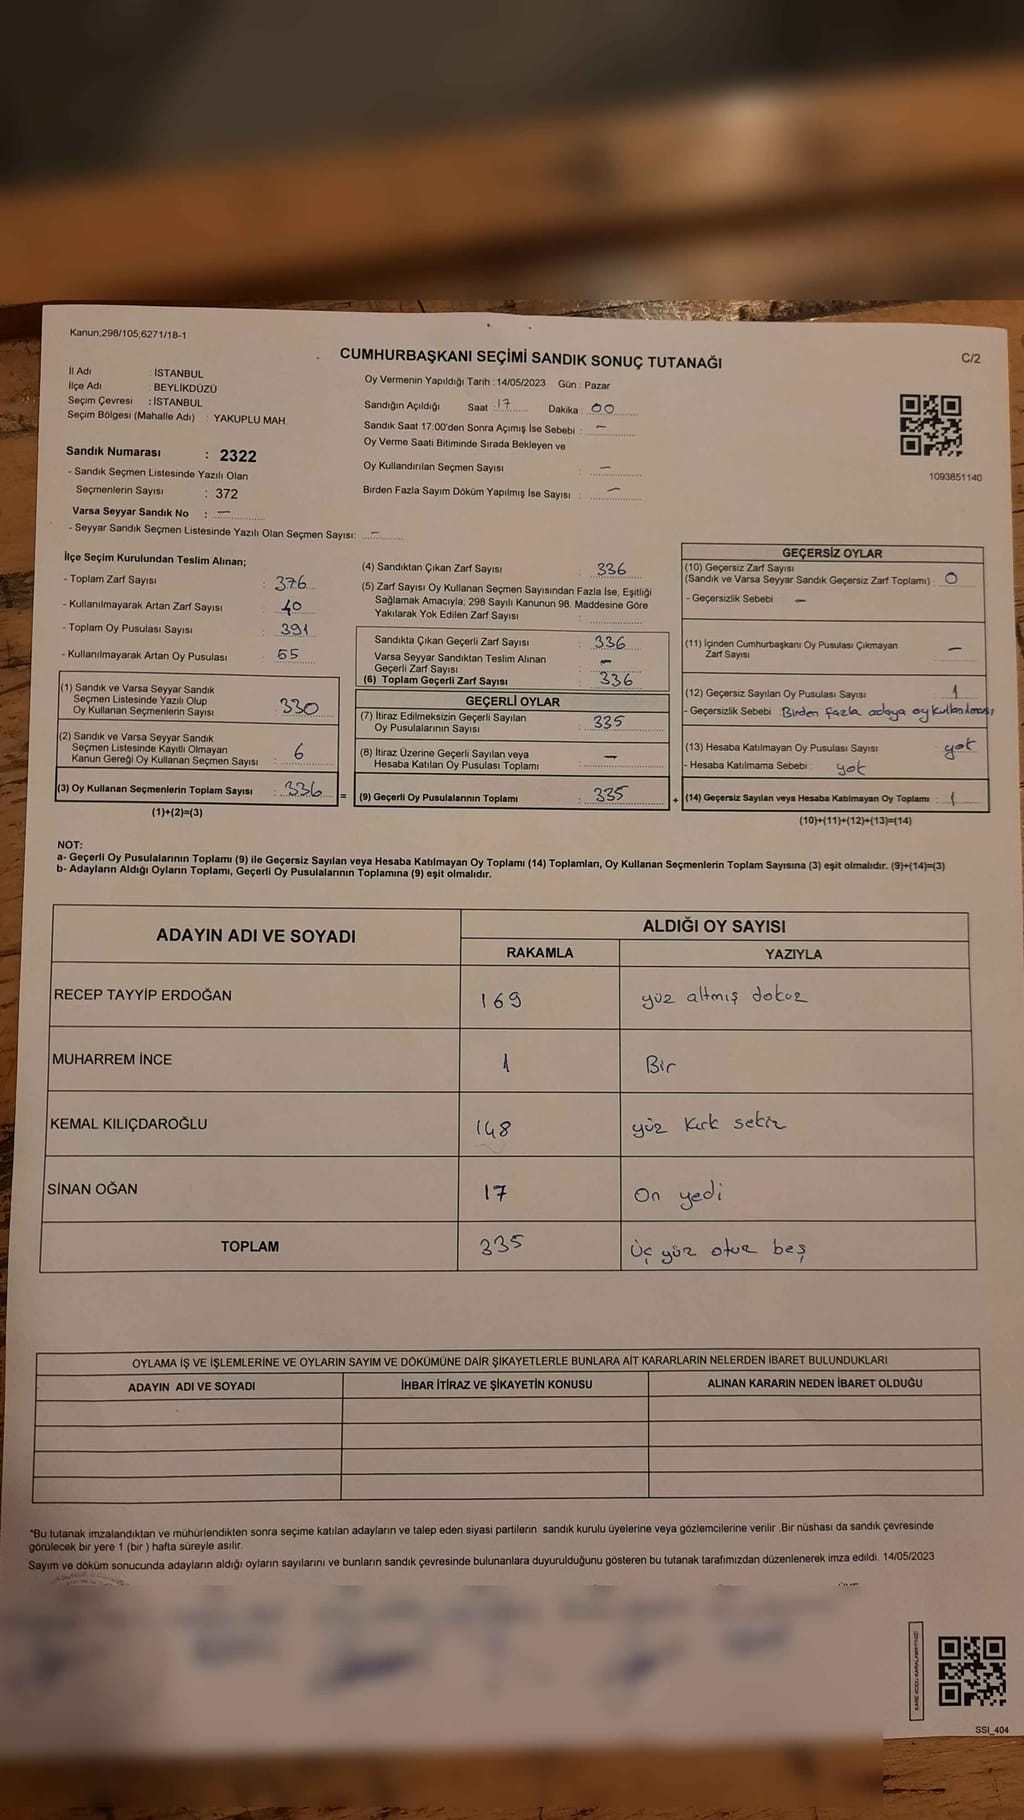 Kanun;298/105;6271/18-1
CUMHURBAŞKANI SEÇİMİ SANDIK SONUÇ TUTANAĞI
C/2
İl Adı : İSTANBUL
İlçe Adı : BEYLİKDÜZÜ
Seçim Çevresi : İSTANBUL
Seçim Bölgesi (Mahalle Adı) : YAKUPLU MAH.
Oy Vermenin Yapıldığı Tarih : 14/05/2023 Gün : Pazar
Sandığın Açıldığı Saat : 17 Dakika : 00
Sandık Saat 17:00'den Sonra Açımış İse Sebebi : —
Oy Verme Saati Bitiminde Sırada Bekleyen ve
Oy Kullandırılan Seçmen Sayısı : —
Birden Fazla Sayım Döküm Yapılmış İse Sayısı : —
1093851140
Sandık Numarası : 2322
- Sandık Seçmen Listesinde Yazılı Olan
Seçmenlerin Sayısı : 372
Varsa Seyyar Sandık No : —
- Seyyar Sandık Seçmen Listesinde Yazılı Olan Seçmen Sayısı: —
İlçe Seçim Kurulundan Teslim Alınan;
- Toplam Zarf Sayısı : 376
- Kullanılmayarak Artan Zarf Sayısı : 40
- Toplam Oy Pusulası Sayısı : 391
- Kullanılmayarak Artan Oy Pusulası : 55
(1) Sandık ve Varsa Seyyar Sandık
Seçmen Listesinde Yazılı Olup
Oy Kullanan Seçmenlerin Sayısı : 330
(2) Sandık ve Varsa Seyyar Sandık
Seçmen Listesinde Kayıtlı Olmayan
Kanun Gereği Oy Kullanan Seçmen Sayısı : 6
(3) Oy Kullanan Seçmenlerin Toplam Sayısı : 336 =
(1)+(2)=(3)
(4) Sandıktan Çıkan Zarf Sayısı : 336
(5) Zarf Sayısı Oy Kullanan Seçmen Sayısından Fazla İse, Eşitliği
Sağlamak Amacıyla, 298 Sayılı Kanunun 98. Maddesine Göre
Yakılarak Yok Edilen Zarf Sayısı :
Sandıkta Çıkan Geçerli Zarf Sayısı : 336
Varsa Seyyar Sandıktan Teslim Alınan
Geçerli Zarf Sayısı : —
(6) Toplam Geçerli Zarf Sayısı : 336
GEÇERLİ OYLAR
(7) İtiraz Edilmeksizin Geçerli Sayılan
Oy Pusulalarının Sayısı : 335
(8) İtiraz Üzerine Geçerli Sayılan veya
Hesaba Katılan Oy Pusulası Toplamı : —
(9) Geçerli Oy Pusulalarının Toplamı : 335 +
GEÇERSİZ OYLAR
(10) Geçersiz Zarf Sayısı
(Sandık ve Varsa Seyyar Sandık Geçersiz Zarf Toplamı) : 0
- Geçersizlik Sebebi : —
(11) İçinden Cumhurbaşkanı Oy Pusulası Çıkmayan
Zarf Sayısı : —
(12) Geçersiz Sayılan Oy Pusulası Sayısı : 1
- Geçersizlik Sebebi : Birden fazla adaya oy kullanılması
(13) Hesaba Katılmayan Oy Pusulası Sayısı : yok
- Hesaba Katılmama Sebebi : yok
(14) Geçersiz Sayılan veya Hesaba Katılmayan Oy Toplamı : 1
(10)+(11)+(12)+(13)=(14)
NOT:
a- Geçerli Oy Pusulalarının Toplamı (9) ile Geçersiz Sayılan veya Hesaba Katılmayan Oy Toplamı (14) Toplamları, Oy Kullanan Seçmenlerin Toplam Sayısına (3) eşit olmalıdır. (9)+(14)=(3)
b- Adayların Aldığı Oyların Toplamı, Geçerli Oy Pusulalarının Toplamına (9) eşit olmalıdır.
ADAYIN ADI VE SOYADI
ALDIĞI OY SAYISI
RAKAMLA YAZIYLA
RECEP TAYYİP ERDOĞAN 169 yüz altmış dokuz
MUHARREM İNCE 1 Bir
KEMAL KILIÇDAROĞLU 148 yüz kırk sekiz
SİNAN OĞAN 17 On yedi
TOPLAM 335 üç yüz otuz beş
OYLAMA İŞ VE İŞLEMLERİNE VE OYLARIN SAYIM VE DÖKÜMÜNE DAİR ŞİKAYETLERLE BUNLARA AİT KARARLARIN NELERDEN İBARET BULUNDUKLARI
ADAYIN ADI VE SOYADI İHBAR İTİRAZ VE ŞİKAYETİN KONUSU ALINAN KARARIN NEDEN İBARET OLDUĞU
*Bu tutanak imzalandıktan ve mühürlendikten sonra seçime katılan adayların ve talep eden siyasi partilerin sandık kurulu üyelerine veya gözlemcilerine verilir .Bir nüshası da sandık çevresinde
görülecek bir yere 1 (bir ) hafta süreyle asılır.
Sayım ve döküm sonucunda adayların aldığı oyların sayılarını ve bunların sandık çevresinde bulunanlara duyurulduğunu gösteren bu tutanak tarafımızdan düzenlenerek imza edildi. 14/05/2023
KARE KODU KARALAMAYINIZ!
SSI_404